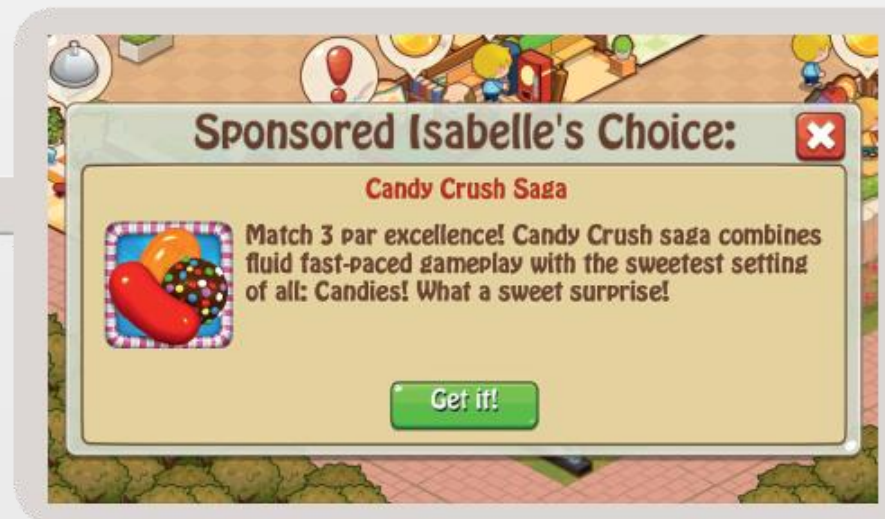 Sponsored Isabelle's Choice:
Candy Crush Saga
Match 3 par excellence! Candy Crush saga combines
fluid fast-paced gameplay with the sweetest setting
of all: Candies! What a sweet surprise!
Get it!